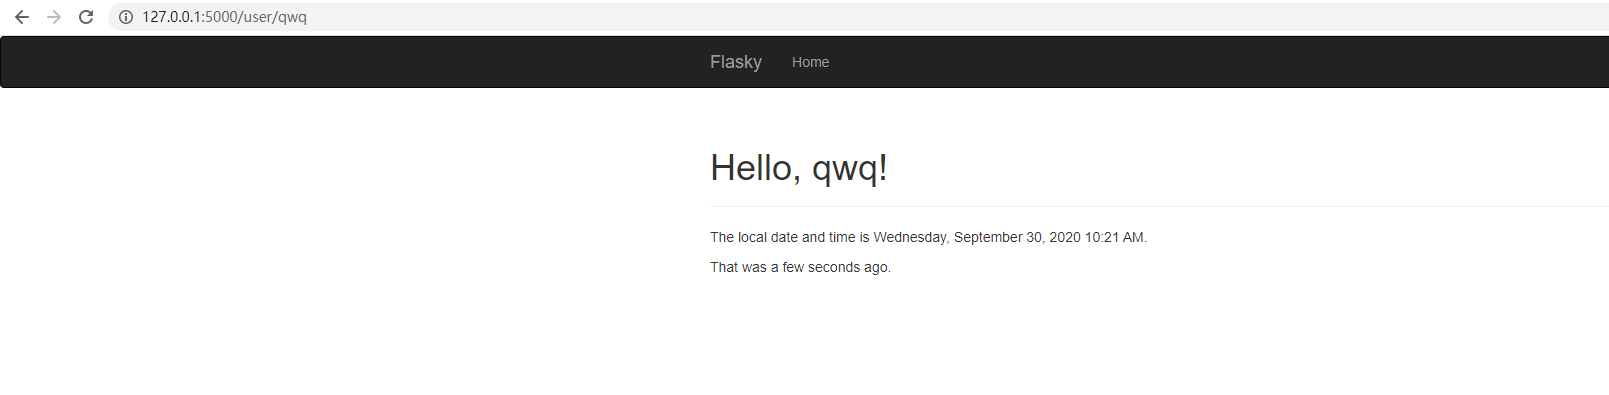 127.0.0.1:5000/user/qwq
Flasky Home
Hello, qwq!
The local date and time is Wednesday, September 30, 2020 10:21 AM.
That was a few seconds ago.